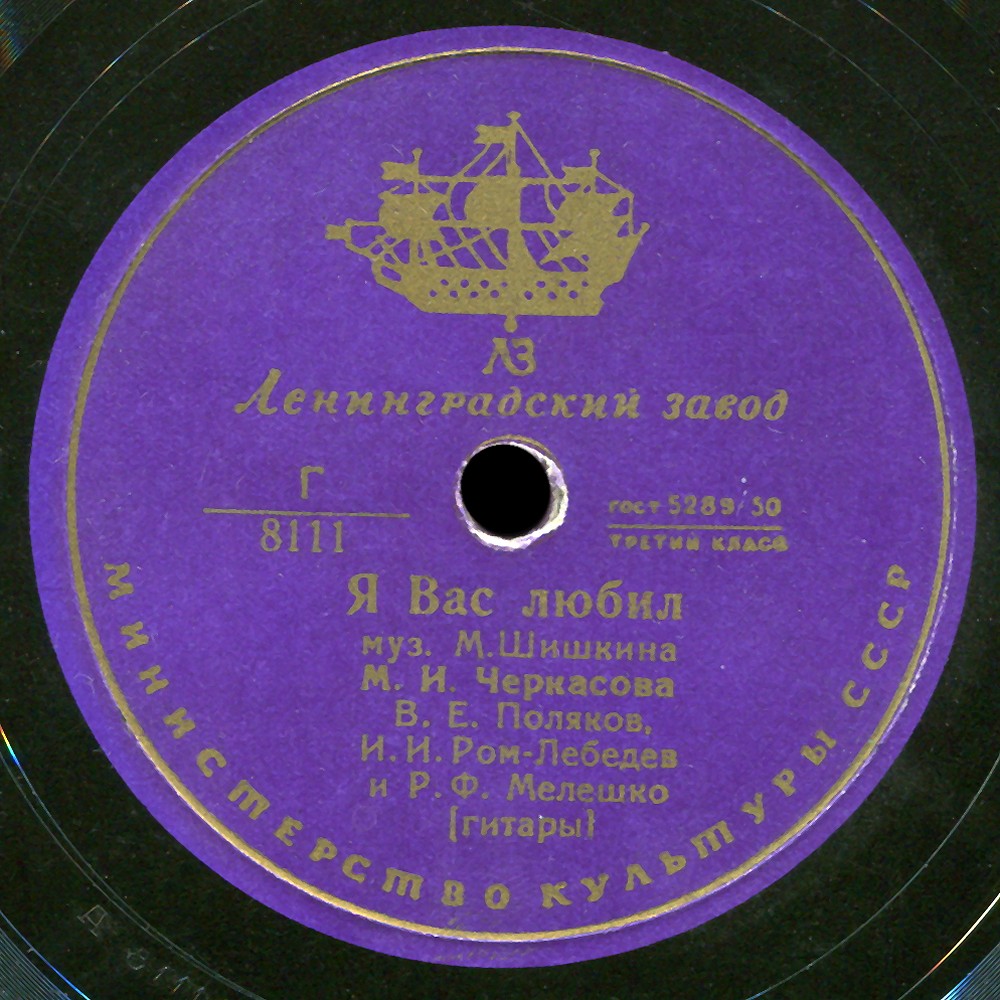 ЛЗ
Ленинградский завод
Г
8111
гост 5289/50
ТРЕТИЙ КЛАСС
Я Вас любил
муз. М.Шишкина
М. И. Черкасова
В. Е. Поляков,
И. И. Ром-Лебедев
и Р. Ф. Мелешко
[гитары]
МИНИСТЕРСТВО КУЛЬТУРЫ СССР